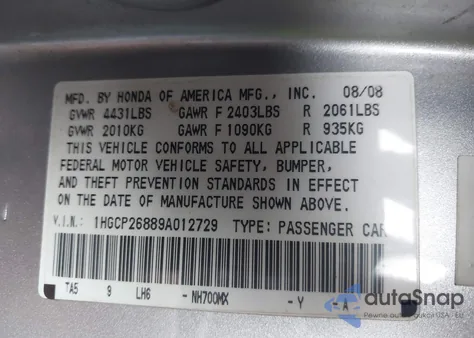 MFD. BY HONDA OF AMERICA MFG., INC. 08/08
GVWR 4431LBS GAWR F 2403LBS R 2061LBS
GVWR 2010KG GAWR F 1090KG R 935KG
THIS VEHICLE CONFORMS TO ALL APPLICABLE
FEDERAL MOTOR VEHICLE SAFETY, BUMPER,
AND THEFT PREVENTION STANDARDS IN EFFECT
ON THE DATE OF MANUFACTURE SHOWN ABOVE.
V.I.N.: 1HGCP26889A012729 TYPE: PASSENGER CAR
TA5 9 LH6 -NH700MX -Y -A
autaSnap